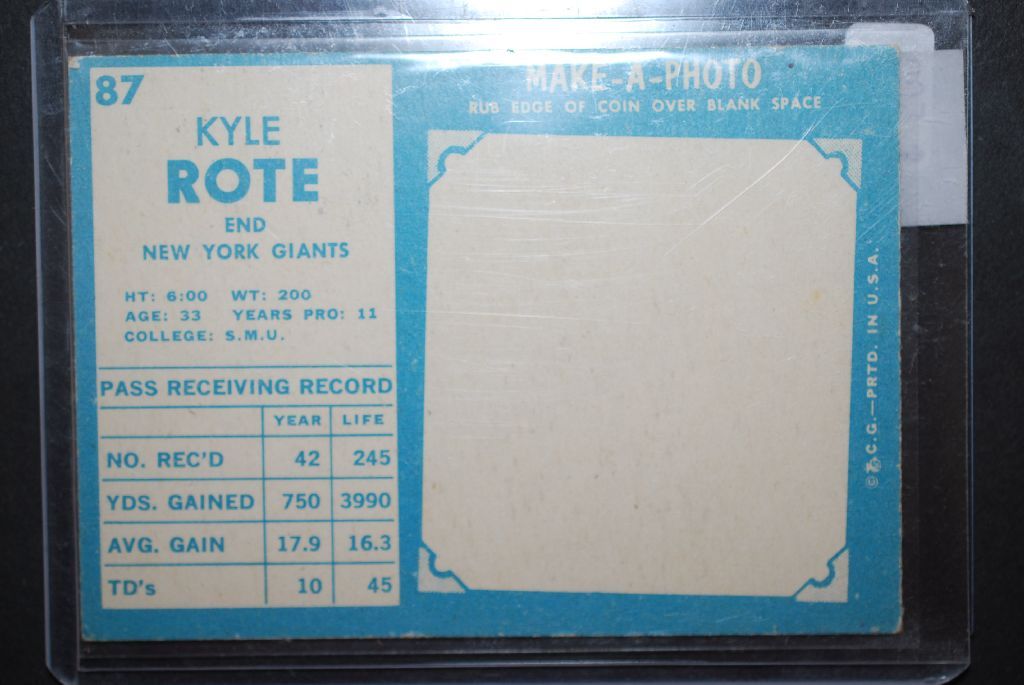 87
KYLE
ROTE
END
NEW YORK GIANTS
HT: 6:00 WT: 200
AGE: 33 YEARS PRO: 11
COLLEGE: S.M.U.
PASS RECEIVING RECORD
YEAR LIFE
NO. REC'D 42 245
YDS. GAINED 750 3990
AVG. GAIN 17.9 16.3
TD's 10 45
MAKE-A-PHOTO
RUB EDGE OF COIN OVER BLANK SPACE
© T.C.G.—PRTD. IN U.S.A.